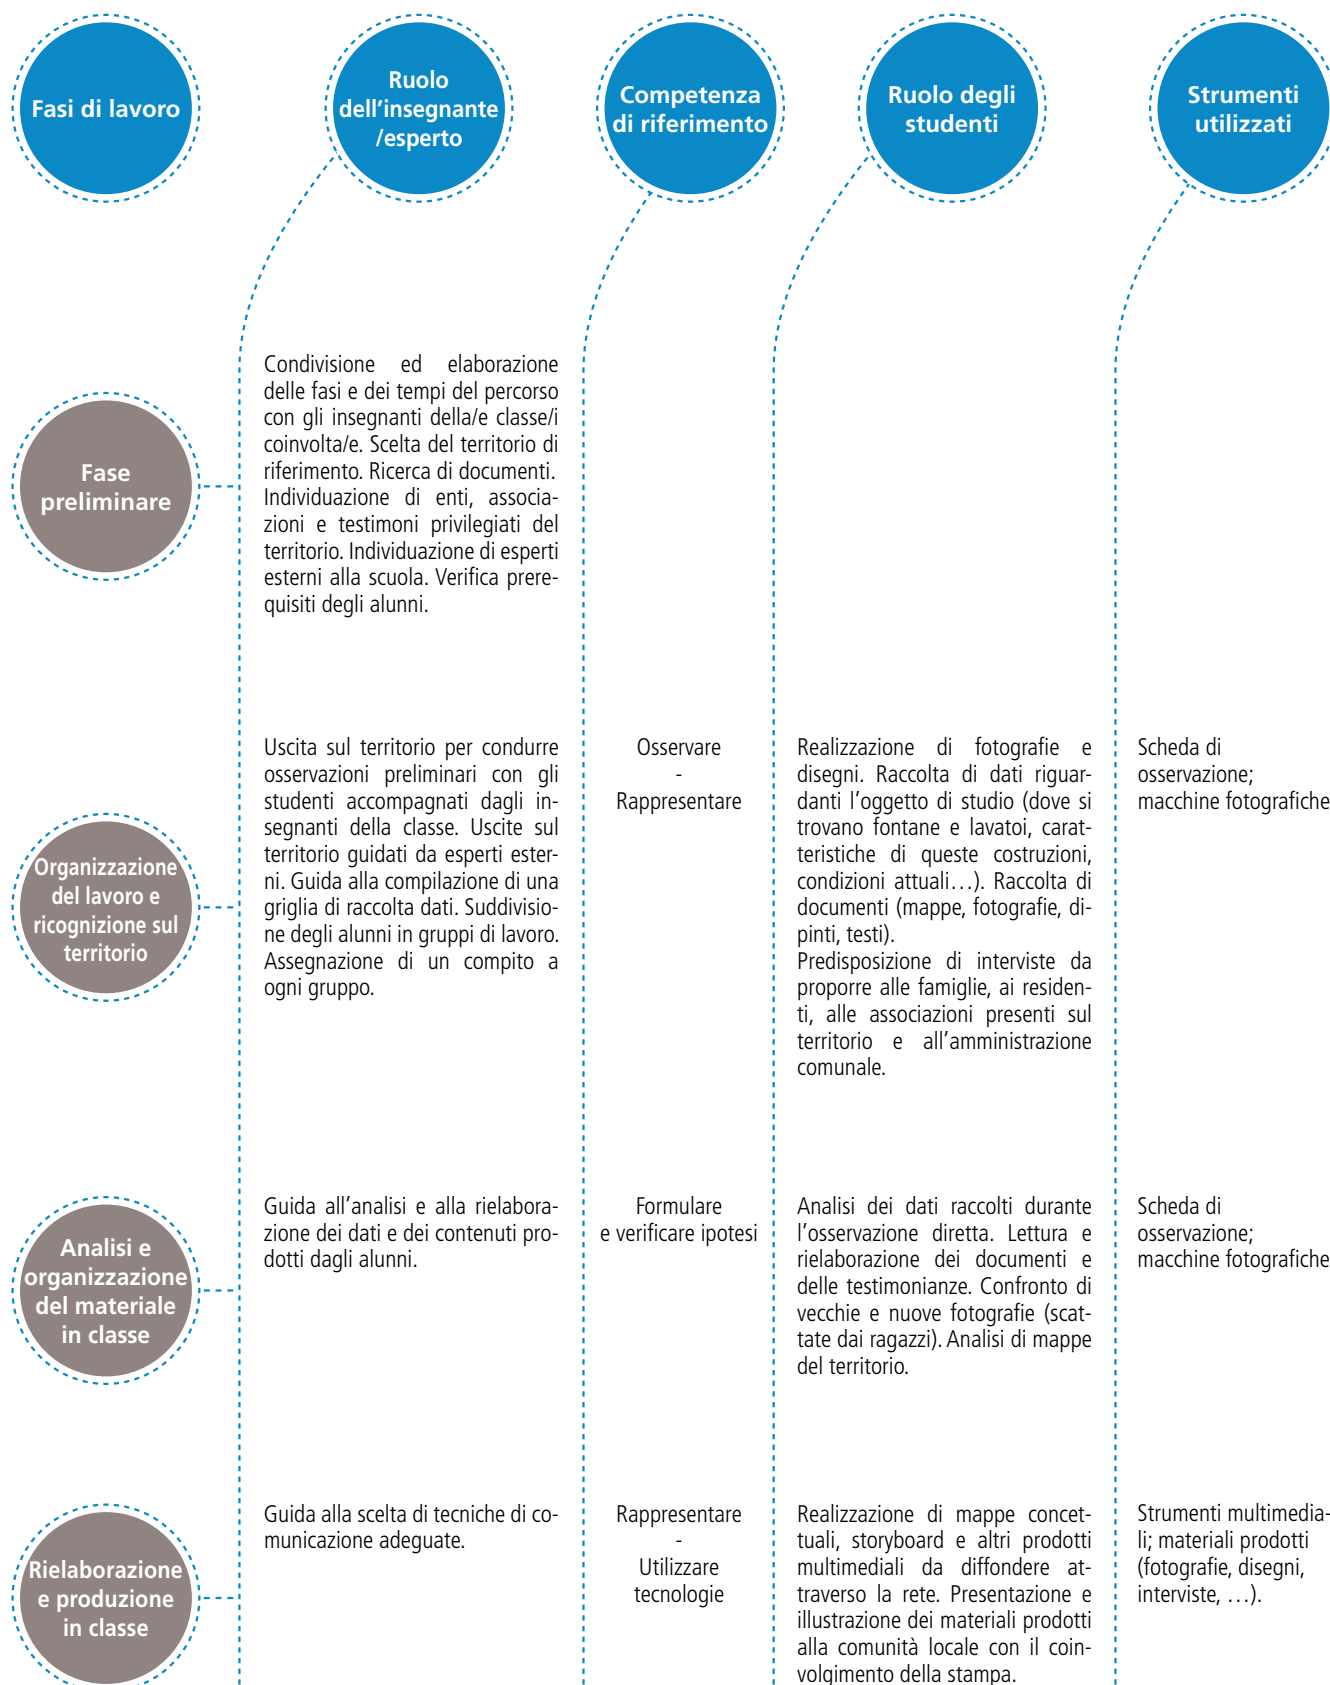 Fasi di lavoro
Ruolo
dell’insegnante
/esperto
Competenza
di riferimento
Ruolo degli
studenti
Strumenti
utilizzati
Fase
preliminare
Condivisione ed elaborazione
delle fasi e dei tempi del percorso
con gli insegnanti della/e classe/i
coinvolta/e. Scelta del territorio di
riferimento. Ricerca di documenti.
Individuazione di enti, associa-
zioni e testimoni privilegiati del
territorio. Individuazione di esperti
esterni alla scuola. Verifica prere-
quisiti degli alunni.
Organizzazione
del lavoro e
ricognizione sul
territorio
Uscita sul territorio per condurre
osservazioni preliminari con gli
studenti accompagnati dagli in-
segnanti della classe. Uscite sul
territorio guidati da esperti ester-
ni. Guida alla compilazione di una
griglia di raccolta dati. Suddivisio-
ne degli alunni in gruppi di lavoro.
Assegnazione di un compito a
ogni gruppo.
Osservare
-
Rappresentare
Realizzazione di fotografie e
disegni. Raccolta di dati riguar-
danti l’oggetto di studio (dove si
trovano fontane e lavatoi, carat-
teristiche di queste costruzioni,
condizioni attuali…). Raccolta di
documenti (mappe, fotografie, di-
pinti, testi).
Predisposizione di interviste da
proporre alle famiglie, ai residen-
ti, alle associazioni presenti sul
territorio e all’amministrazione
comunale.
Scheda di
osservazione;
macchine fotografiche
Analisi e
organizzazione
del materiale
in classe
Guida all’analisi e alla rielabora-
zione dei dati e dei contenuti pro-
dotti dagli alunni.
Formulare
e verificare ipotesi
Analisi dei dati raccolti durante
l’osservazione diretta. Lettura e
rielaborazione dei documenti e
delle testimonianze. Confronto di
vecchie e nuove fotografie (scat-
tate dai ragazzi). Analisi di mappe
del territorio.
Scheda di
osservazione;
macchine fotografiche
Rielaborazione
e produzione
in classe
Guida alla scelta di tecniche di co-
municazione adeguate.
Rappresentare
-
Utilizzare
tecnologie
Realizzazione di mappe concet-
tuali, storyboard e altri prodotti
multimediali da diffondere at-
traverso la rete. Presentazione e
illustrazione dei materiali prodotti
alla comunità locale con il coin-
volgimento della stampa.
Strumenti multimedia-
li; materiali prodotti
(fotografie, disegni,
interviste, …).